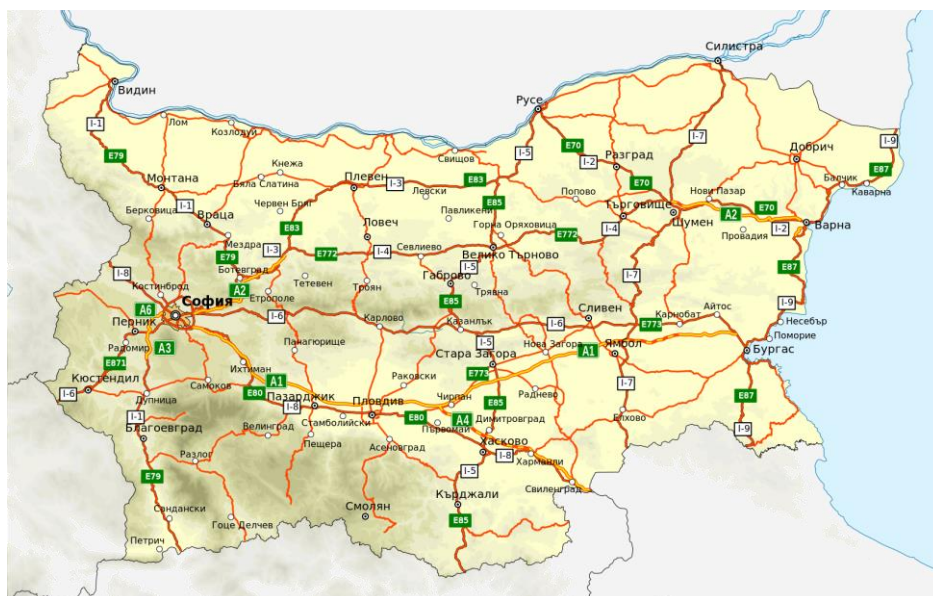 Силистра
Видин
Русе
I-7
I-1
Лом
Козлодуй
I-9
E79
Свищов
I-5
E70
I-2
Разград
Добрич
Монтана
Кнежа
Бяла Слатина
Плевен
I-3
E83
E70
Балчик
E87
Каварна
Левски
Попово
Нови Пазар
E85
I-1
Враца
Червен Бряг
Павликени
Търговище
A2
E70
Берковица
Ловеч
Горна Оряховица
E772
I-4
Шумен
I-2
Варна
E83
Провадия
Мездра
I-3
E772
I-4
Севлиево
Велико Търново
E79
Ботевград
I-8
I-5
I-7
E87
Костинброд
A2
Етрополе
Тетевен
Троян
Габрово
Трявна
A6
София
E85
I-9
I-6
Сливен
Айтос
Перник
Карлово
Казанлък
I-6
E773
Карнобат
Несебър
Радомир
A3
Панагюрище
I-5
Нова Загора
A1
Ямбол
Поморие
Бургас
E871
Ихтиман
Стара Загора
Кюстендил
Самоков
A1
Раковски
E773
I-7
I-6
Дупница
E80
I-8
Пазарджик
Чирпан
E85
Раднево
E87
I-1
Пловдив
E80
A4
Димитровград
Елхово
Благоевград
Велинград
Стамболийски
Първомай
I-9
Пещера
Асеновград
Хасково
Разлог
I-8
Харманли
E79
I-5
Свиленград
Кърджали
Сандански
Гоце Делчев
Смолян
E85
Петрич